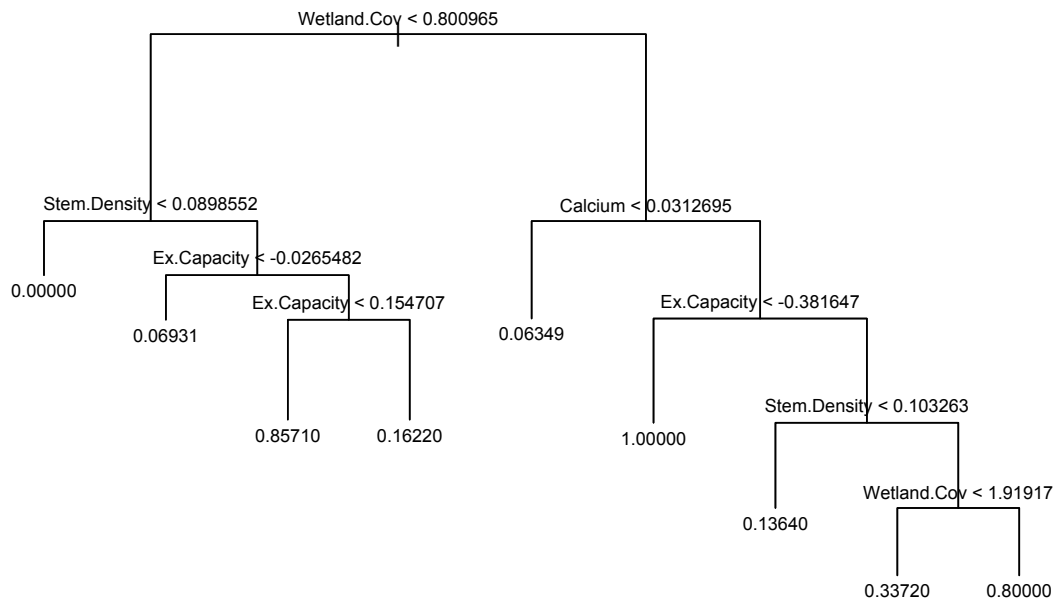 Wetland.Cov < 0.800965
Stem.Density < 0.0898552
Calcium < 0.0312695
Ex.Capacity < -0.0265482
0.00000
Ex.Capacity < 0.154707
Ex.Capacity < -0.381647
0.06931
0.06349
Stem.Density < 0.103263
0.85710
0.16220
1.00000
Wetland.Cov < 1.91917
0.13640
0.33720
0.80000